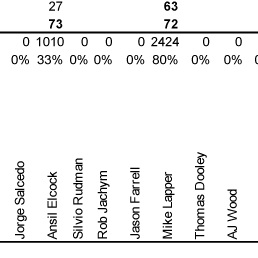 27 63
73 72
0 1010 0 0 0 2424 0 0
0% 33% 0% 0% 0% 80% 0% 0%
Jorge Salcedo
Ansil Elcock
Silvio Rudman
Rob Jachym
Jason Farrell
Mike Lapper
Thomas Dooley
AJ Wood